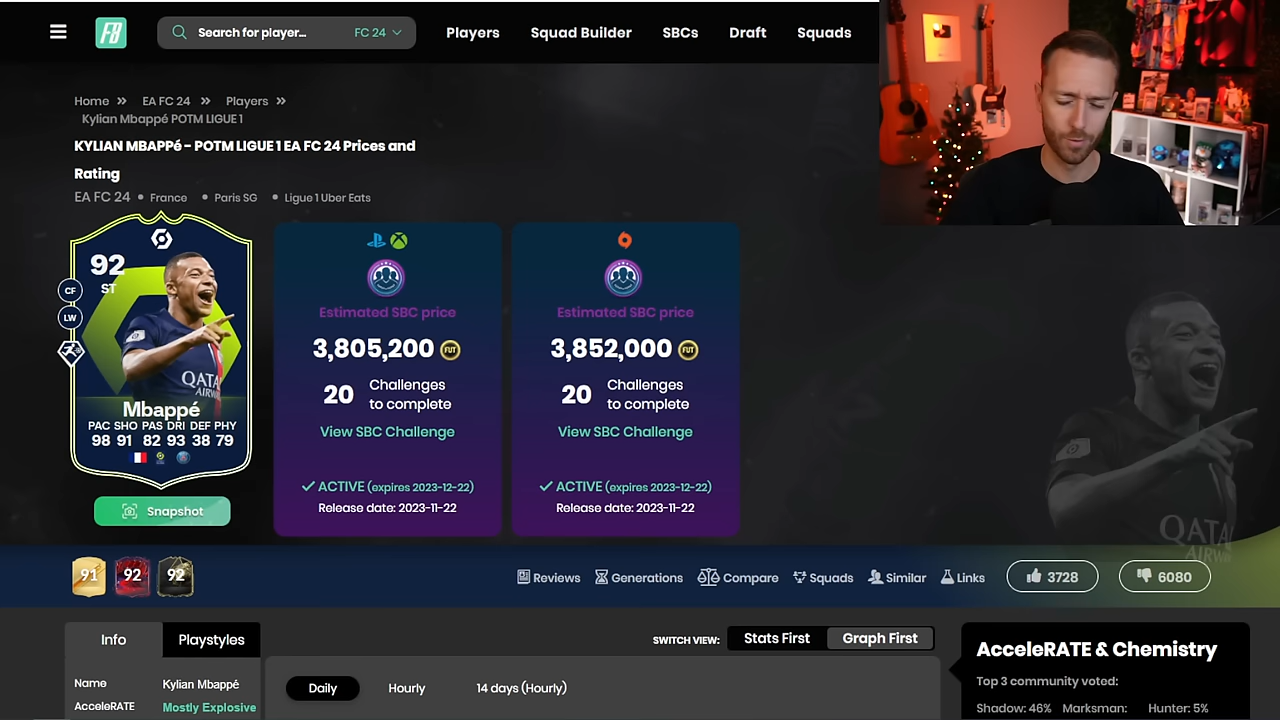 FB
Search for player...
FC 24
Players
Squad Builder
SBCs
Draft
Squads
Home » EA FC 24 » Players »
Kylian Mbappé POTM LIGUE 1
KYLIAN MBAPPé - POTM LIGUE 1 EA FC 24 Prices and
Rating
EA FC 24 • France • Paris SG • Ligue 1 Uber Eats
92
ST
CF
LW
QATA
AIRW
Mbappé
PAC SHO PAS DRI DEF PHY
98 91 82 93 38 79
Snapshot
Estimated SBC price
3,805,200 FUT
20 Challenges
to complete
View SBC Challenge
ACTIVE (expires 2023-12-22)
Release date: 2023-11-22
Estimated SBC price
3,852,000 FUT
20 Challenges
to complete
View SBC Challenge
ACTIVE (expires 2023-12-22)
Release date: 2023-11-22
QATA
AIRW
91
92
92
Reviews
Generations
Compare
Squads
Similar
Links
3728
6080
Info
Playstyles
SWITCH VIEW:
Stats First
Graph First
Name Kylian Mbappé
AcceleRATE Mostly Explosive
Daily
Hourly
14 days (Hourly)
AcceleRATE & Chemistry
Top 3 community voted:
Shadow: 46% Marksman: Hunter: 5%